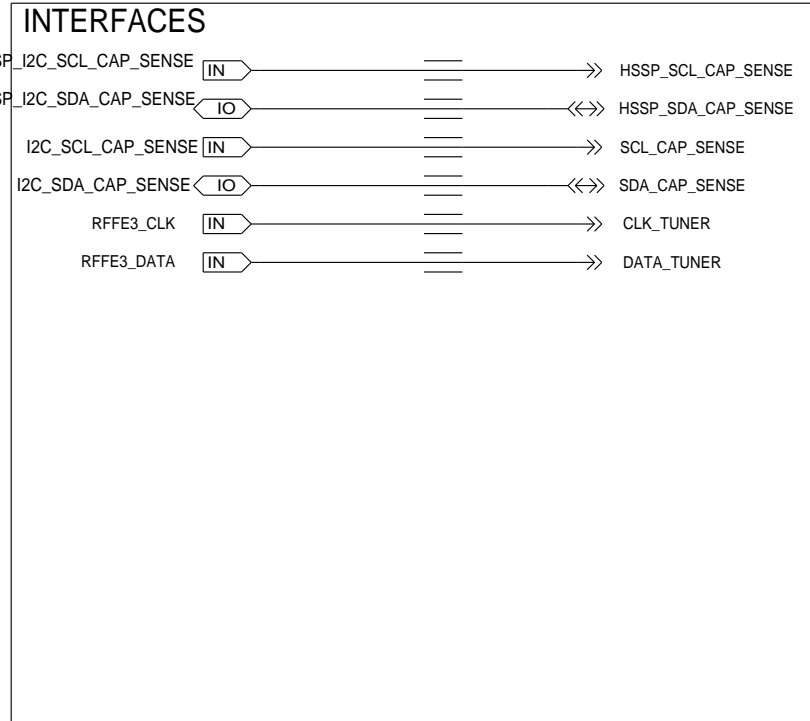 INTERFACES
P_I2C_SCL_CAP_SENSE IN HSSP_SCL_CAP_SENSE
P_I2C_SDA_CAP_SENSE IO HSSP_SDA_CAP_SENSE
I2C_SCL_CAP_SENSE IN SCL_CAP_SENSE
I2C_SDA_CAP_SENSE IO SDA_CAP_SENSE
RFFE3_CLK IN CLK_TUNER
RFFE3_DATA IN DATA_TUNER